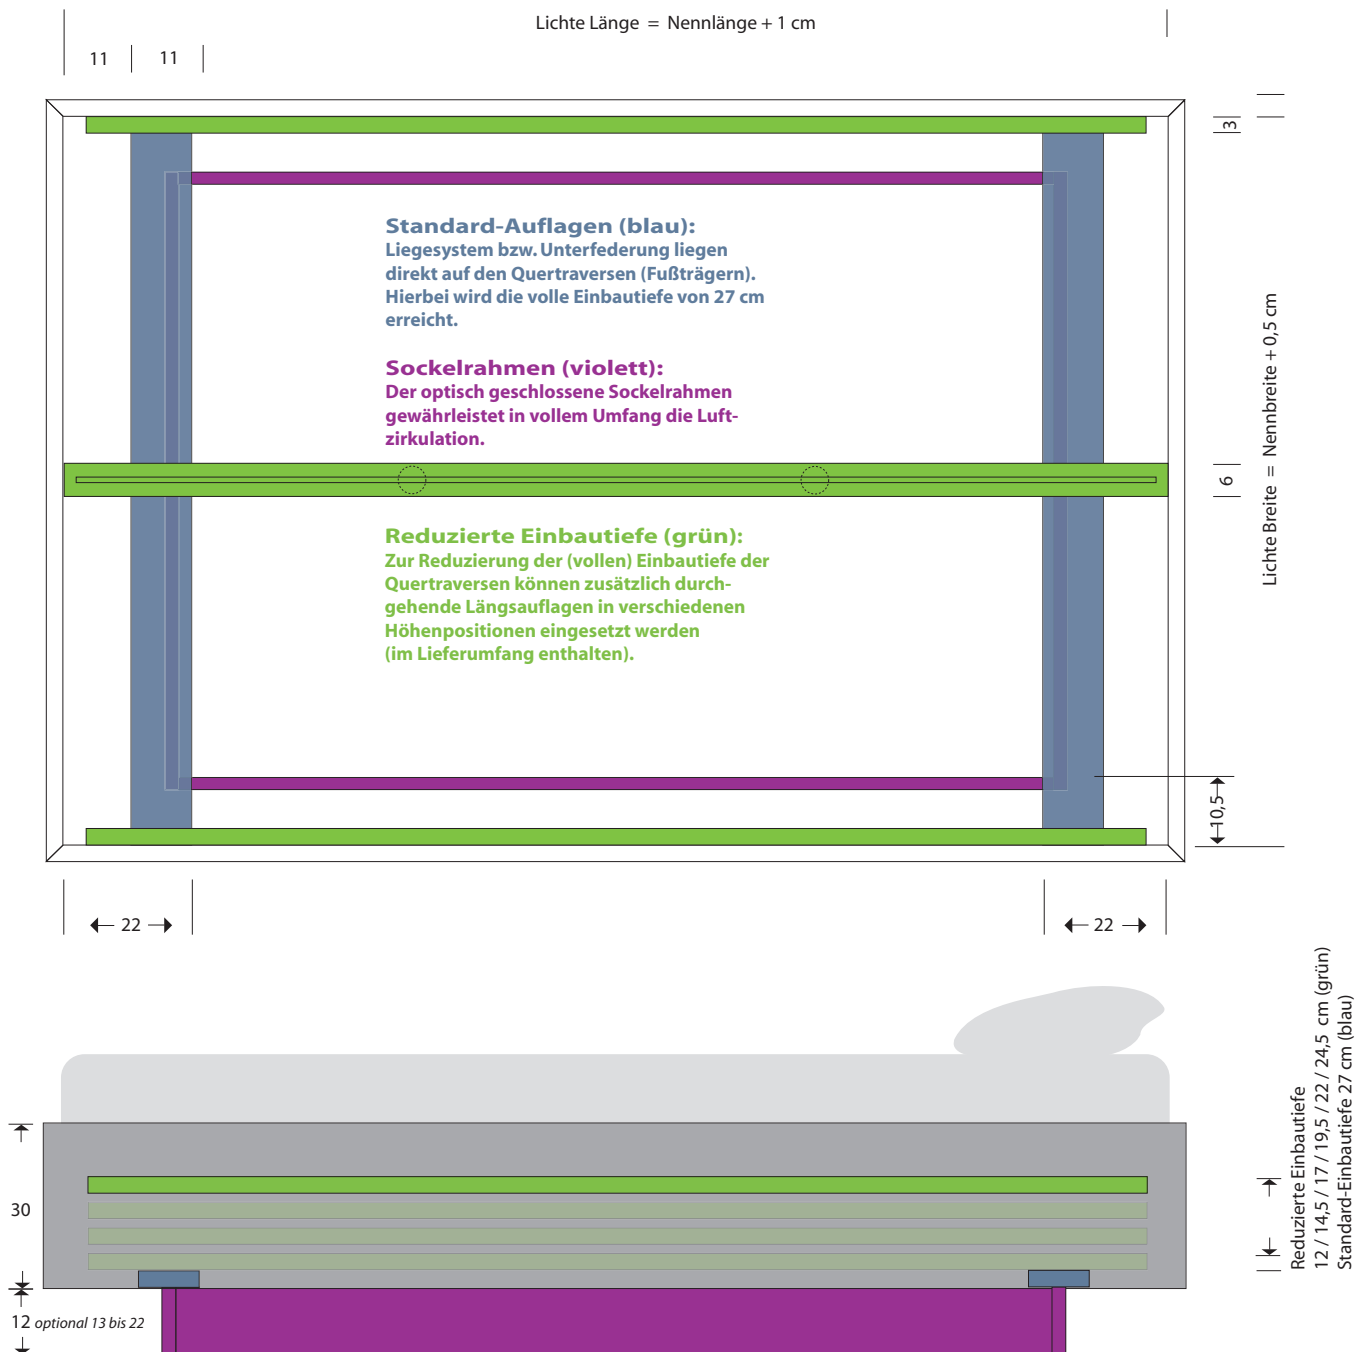 Lichte Länge = Nennlänge + 1 cm
11
11
3
Standard-Auflagen (blau):
Liegesystem bzw. Unterfederung liegen
direkt auf den Quertraversen (Fußträgern).
Hierbei wird die volle Einbautiefe von 27 cm
erreicht.
Sockelrahmen (violett):
Der optisch geschlossene Sockelrahmen
gewährleistet in vollem Umfang die Luft-
zirkulation.
Lichte Breite = Nennbreite + 0,5 cm
6
Reduzierte Einbautiefe (grün):
Zur Reduzierung der (vollen) Einbautiefe der
Quertraversen können zusätzlich durch-
gehende Längsauflagen in verschiedenen
Höhenpositionen eingesetzt werden
(im Lieferumfang enthalten).
10,5
22
22
Reduzierte Einbautiefe
12 / 14,5 / 17 / 19,5 / 22 / 24,5 cm (grün)
Standard-Einbautiefe 27 cm (blau)
30
12 optional 13 bis 22